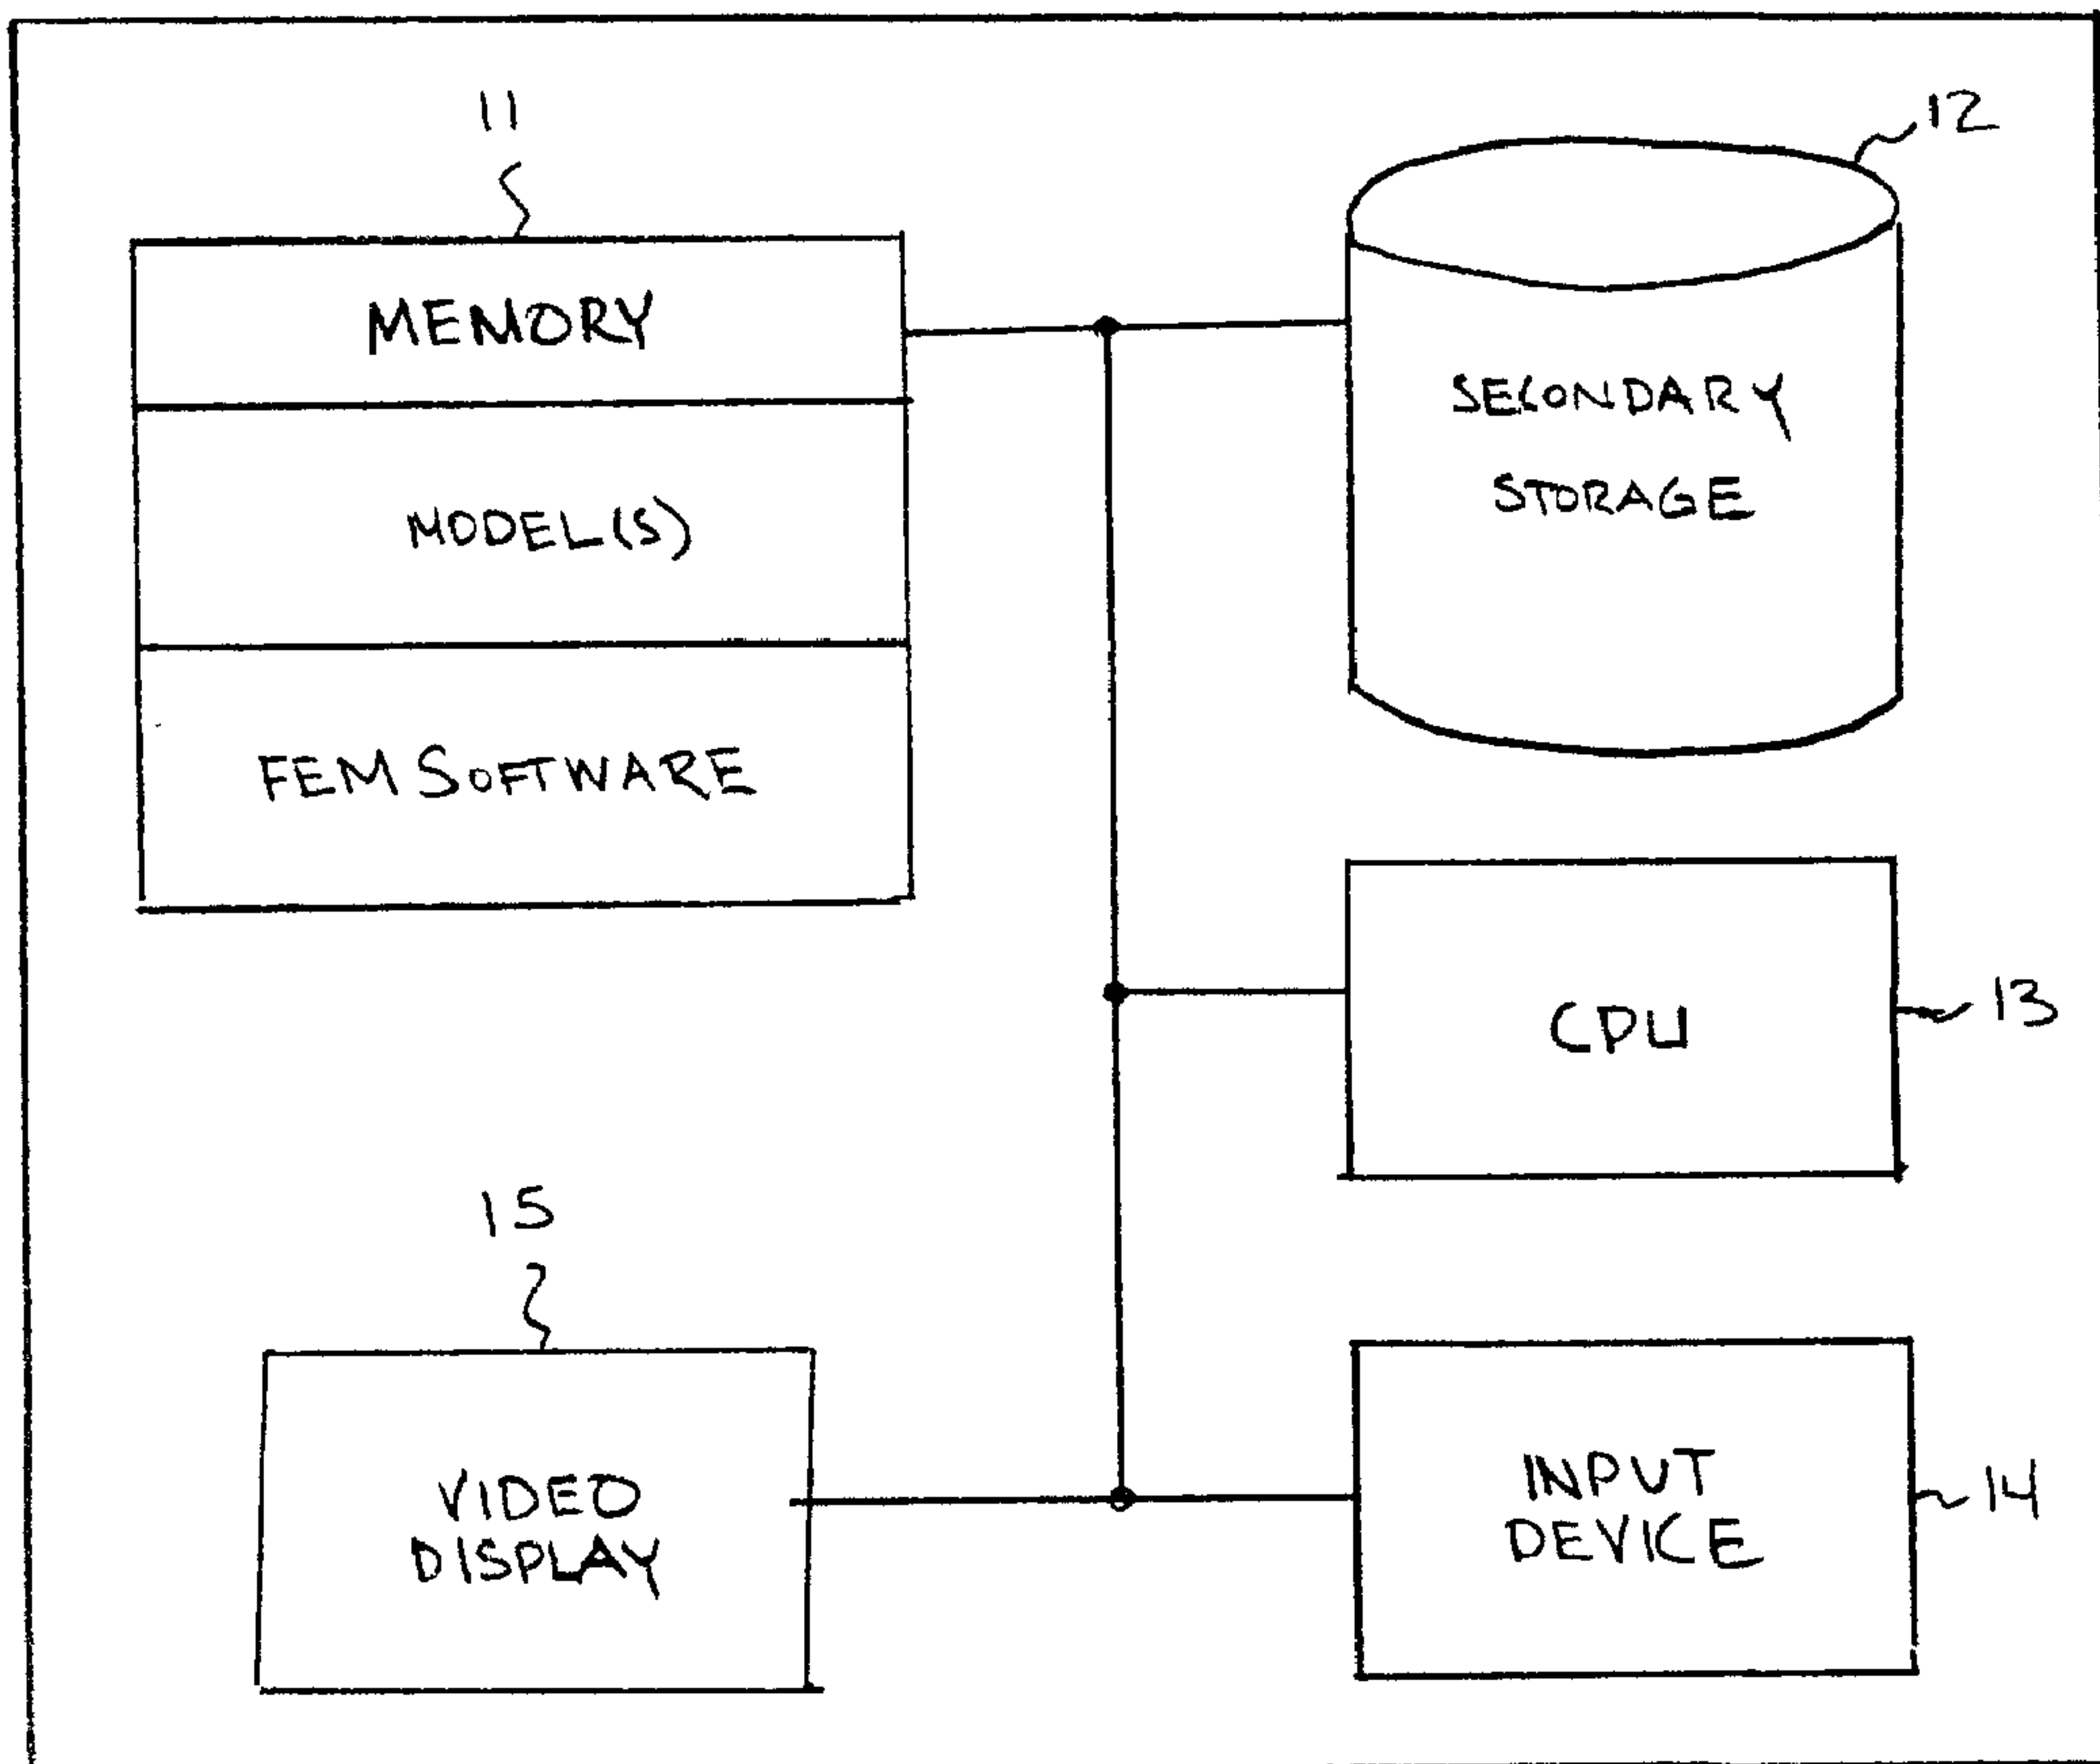 11
12
MEMORY
SECONDARY
STORAGE
MODEL(S)
FEM SOFTWARE
CPU
13
15
VIDEO
DISPLAY
INPUT
DEVICE
14